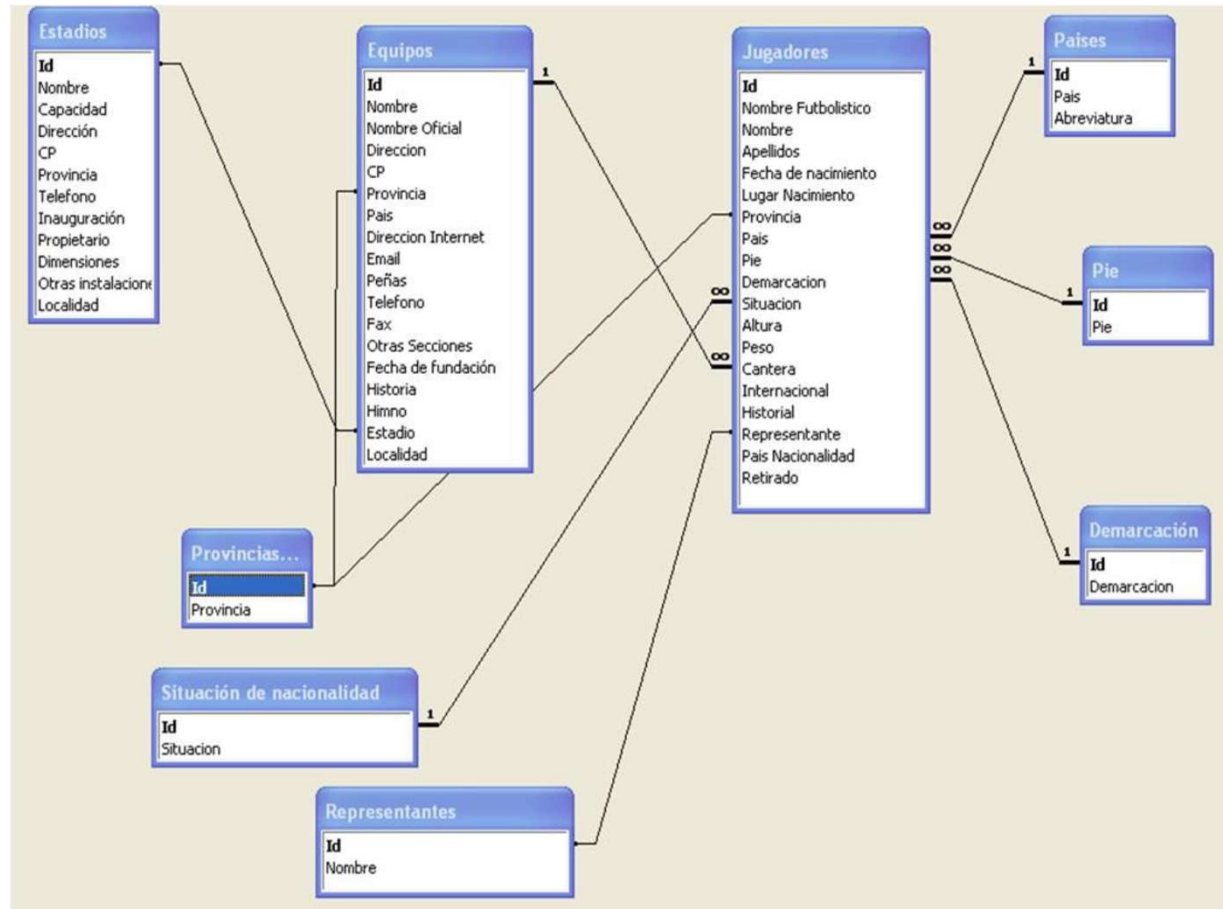 Estadios
Id
Nombre
Capacidad
Dirección
CP
Provincia
Telefono
Inauguración
Propietario
Dimensiones
Otras instalacione
Localidad
Equipos
Id
Nombre
Nombre Oficial
Direccion
CP
Provincia
Pais
Direccion Internet
Email
Peñas
Telefono
Fax
Otras Secciones
Fecha de fundación
Historia
Himno
Estadio
Localidad
1
Jugadores
Id
Nombre Futbolistico
Nombre
Apellidos
Fecha de nacimiento
Lugar Nacimiento
Provincia
Pais
Pie
Demarcacion
Situacion
Altura
Peso
Cantera
Internacional
Historial
Representante
Pais Nacionalidad
Retirado
∞
∞
∞
∞
∞
Paises
1
Id
Pais
Abreviatura
Pie
1
Id
Pie
Demarcación
1
Id
Demarcacion
Provincias...
Id
Provincia
Situación de nacionalidad
Id
Situacion
1
Representantes
Id
Nombre